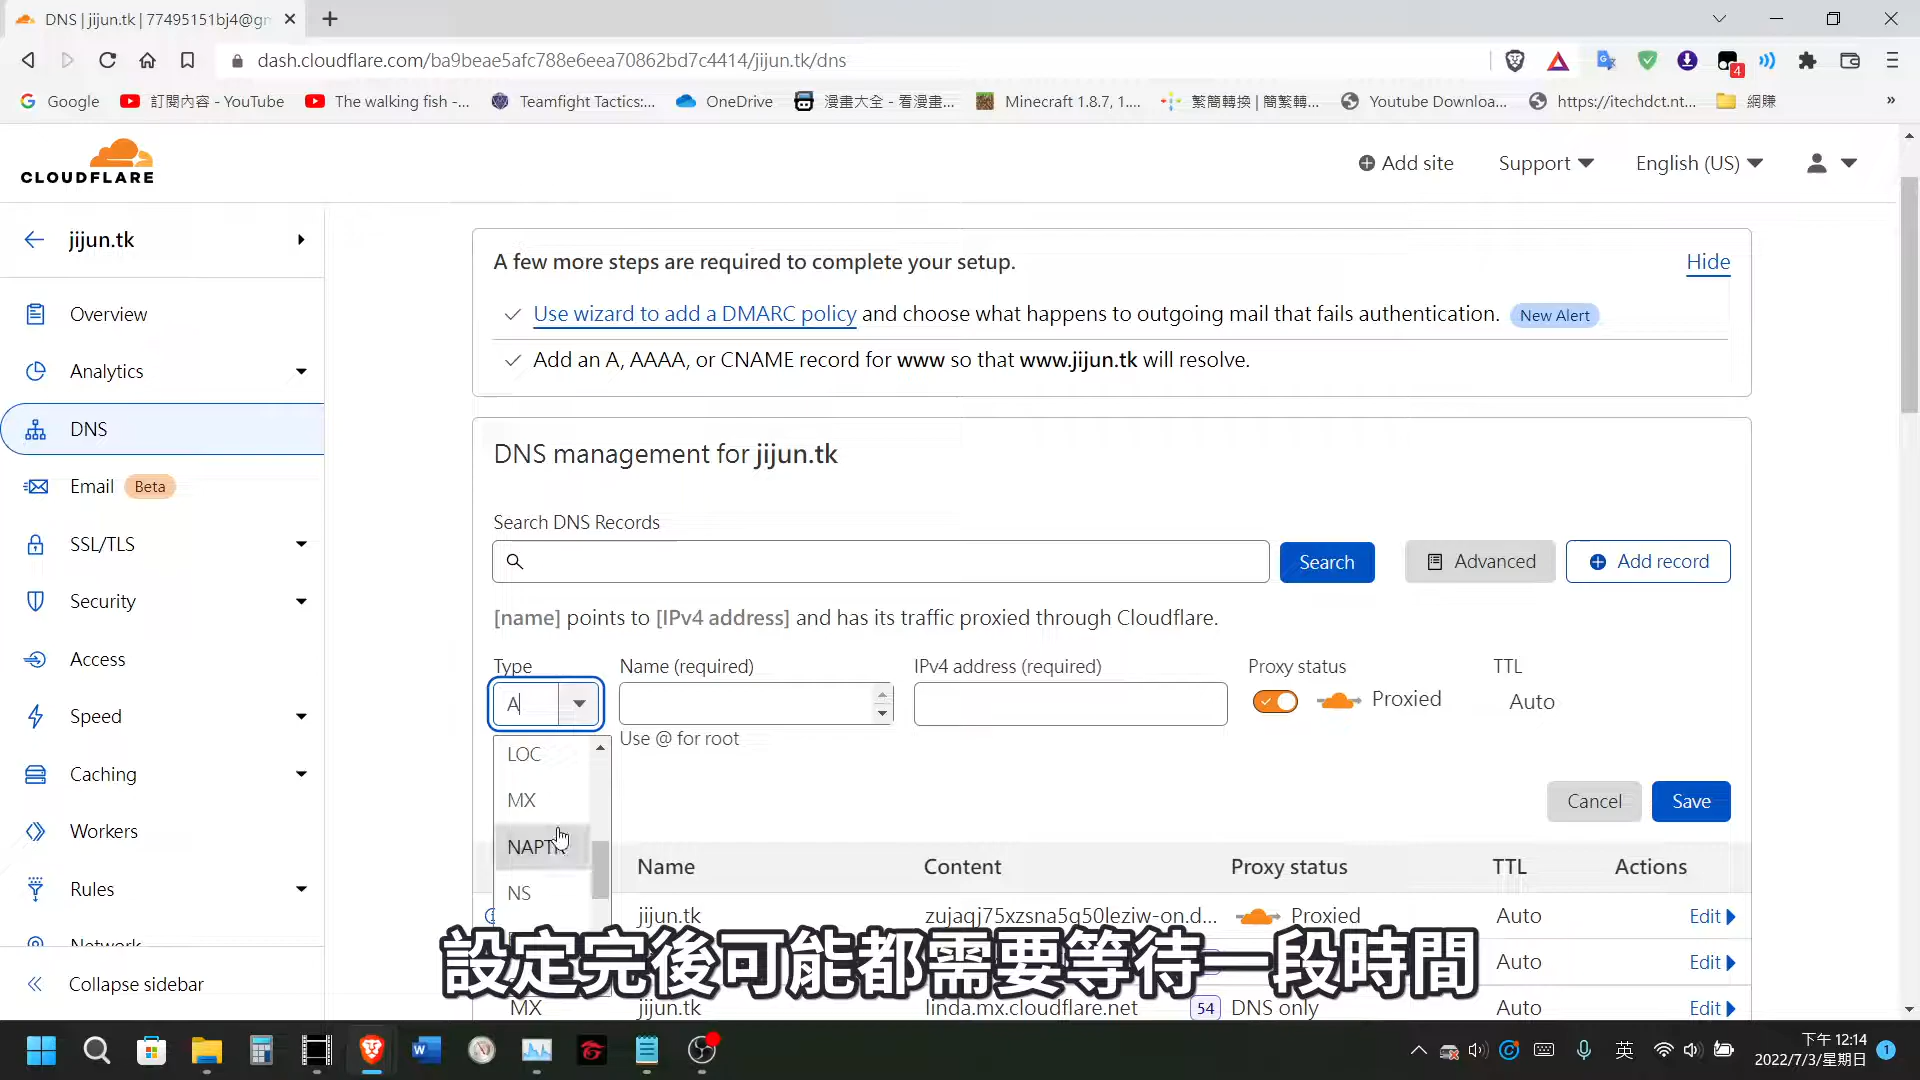 DNS | jijun.tk | 77495151bj4@gm
dash.cloudflare.com/ba9beae5afc788e6eea70862bd7c4414/jijun.tk/dns
4
Google
訂閱內容 - YouTube
The walking fish -...
Teamfight Tactics:...
OneDrive
漫畫大全 - 看漫畫...
Minecraft 1.8.7, 1....
繁簡轉換 | 簡繁轉...
Youtube Downloa...
https://itechdct.nt...
網賺
»
CLOUDFLARE
Add site
Support
English (US)
jijun.tk
Overview
Analytics
DNS
Email Beta
SSL/TLS
Security
Access
Speed
Caching
Workers
Rules
Network
Collapse sidebar
A few more steps are required to complete your setup.
Hide
Use wizard to add a DMARC policy and choose what happens to outgoing mail that fails authentication. New Alert
Add an A, AAAA, or CNAME record for www so that www.jijun.tk will resolve.
DNS management for jijun.tk
Search DNS Records
Search
Advanced
Add record
[name] points to [IPv4 address] and has its traffic proxied through Cloudflare.
Type Name (required) IPv4 address (required) Proxy status TTL
A Proxied Auto
Use @ for root
LOC
MX
NAPTR
NS
Cancel Save
Name Content Proxy status TTL Actions
jijun.tk zujaqj75xzsna5q50leziw-on.d... Proxied Auto Edit
Auto Edit
MX jijun.tk linda.mx.cloudflare.net 54 DNS only Auto Edit
設定完後可能都需要等待一段時間
英
下午 12:14
2022/7/3/星期日
1